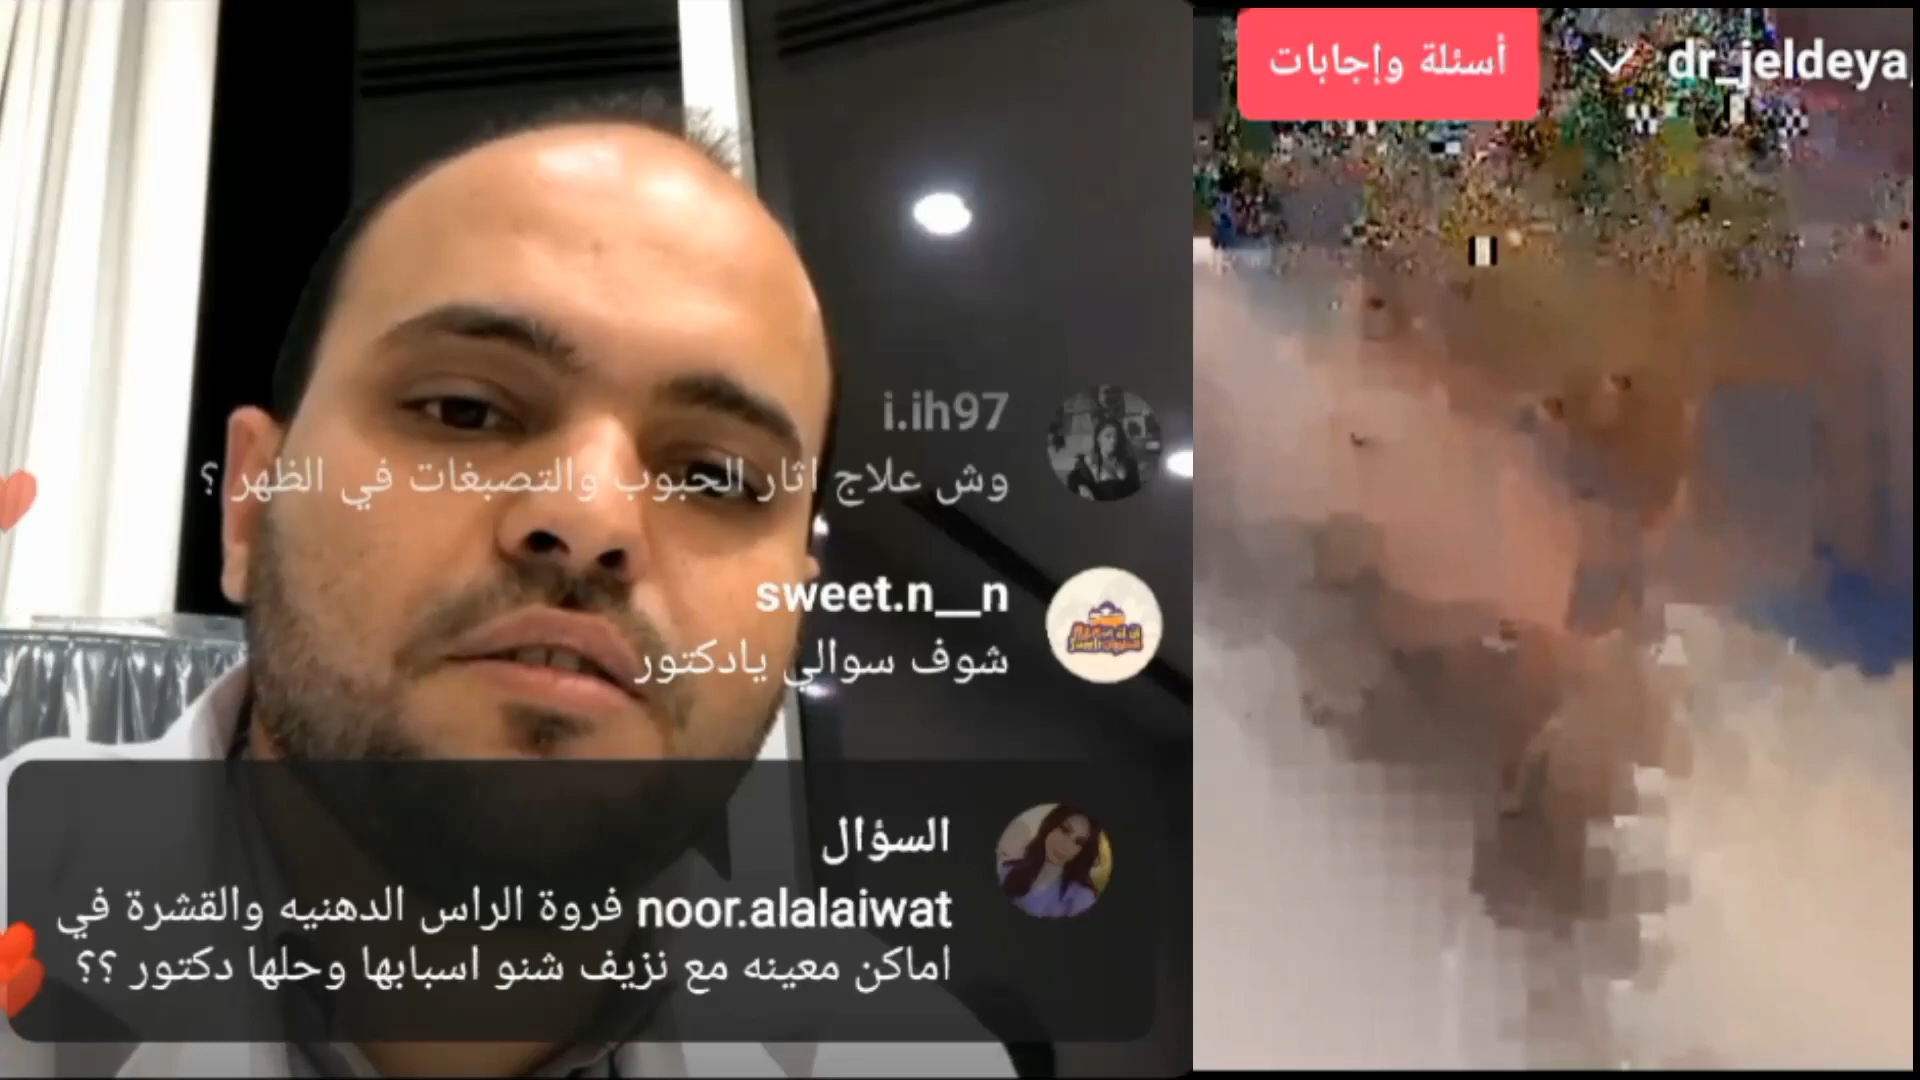 أسئلة وإجابات
dr_jeldeya
i.ih97
وش علاج اثار الحبوب والتصبغات في الظهر ؟
sweet.n__n
شوف سوالي يادكتور
السؤال
noor.alalaiwat فروة الراس الدهنيه والقشرة في
اماكن معينه مع نزيف شنو اسبابها وحلها دكتور ؟؟